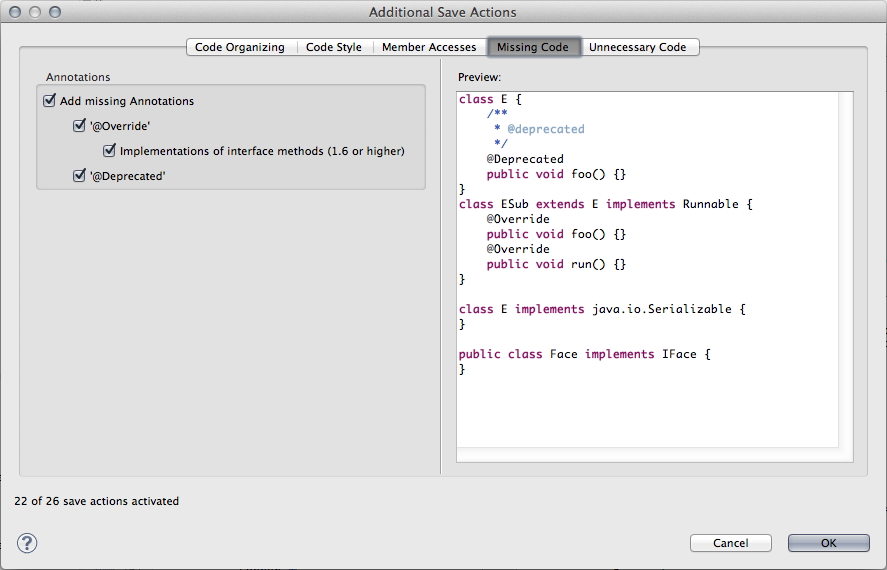 Additional Save Actions
Code Organizing Code Style Member Accesses Missing Code Unnecessary Code
Annotations
Add missing Annotations
'@Override'
Implementations of interface methods (1.6 or higher)
'@Deprecated'
Preview:
class E {
    /**
     * @deprecated
     */
    @Deprecated
    public void foo() {}
}
class ESub extends E implements Runnable {
    @Override
    public void foo() {}
    @Override
    public void run() {}
}
class E implements java.io.Serializable {
}
public class Face implements IFace {
}
22 of 26 save actions activated
?
Cancel OK